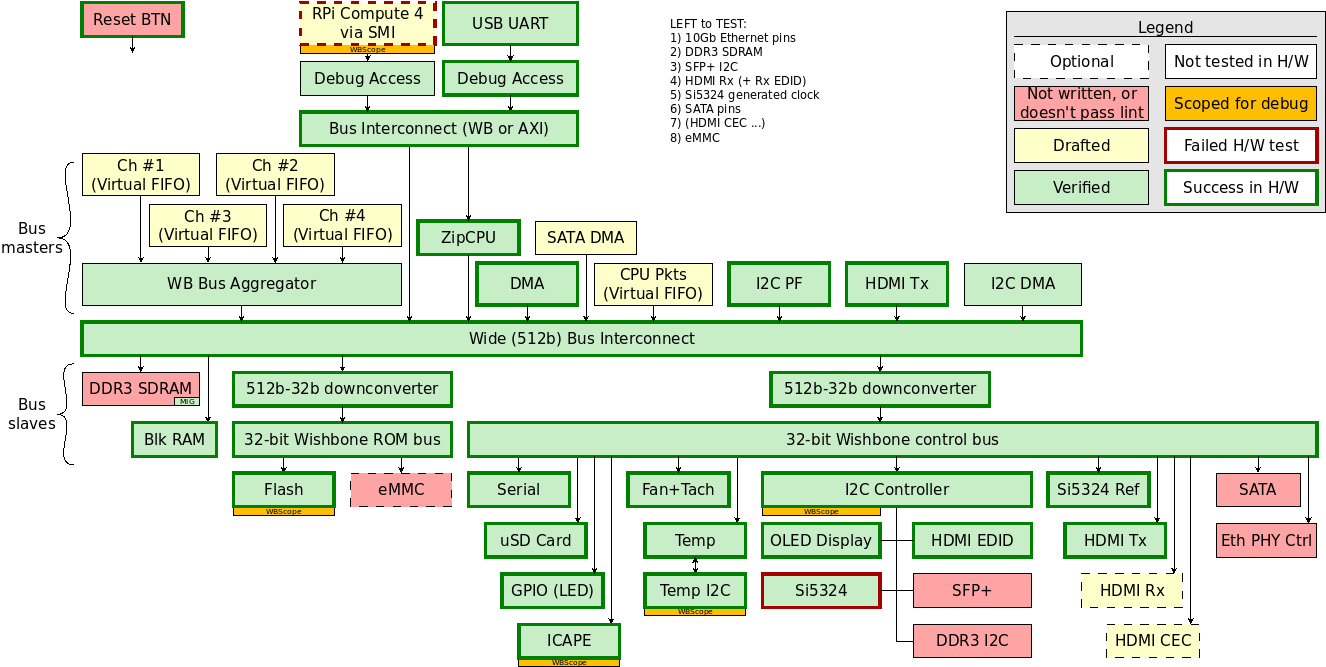 Reset BTN
RPi Compute 4
via SMI
WBScope
USB UART
Debug Access
Debug Access
Bus Interconnect (WB or AXI)
LEFT to TEST:
1) 10Gb Ethernet pins
2) DDR3 SDRAM
3) SFP+ I2C
4) HDMI Rx (+ Rx EDID)
5) Si5324 generated clock
6) SATA pins
7) (HDMI CEC ...)
8) eMMC
Legend
Optional
Not tested in H/W
Not written, or
doesn't pass lint
Scoped for debug
Drafted
Failed H/W test
Verified
Success in H/W
Bus
masters
Ch #1
(Virtual FIFO)
Ch #2
(Virtual FIFO)
Ch #3
(Virtual FIFO)
Ch #4
(Virtual FIFO)
ZipCPU
SATA DMA
WB Bus Aggregator
DMA
CPU Pkts
(Virtual FIFO)
I2C PF
HDMI Tx
I2C DMA
Wide (512b) Bus Interconnect
Bus
slaves
DDR3 SDRAM
MIG
512b-32b downconverter
512b-32b downconverter
Blk RAM
32-bit Wishbone ROM bus
32-bit Wishbone control bus
Flash
WBScope
eMMC
Serial
Fan+Tach
I2C Controller
WBScope
Si5324 Ref
SATA
uSD Card
Temp
OLED Display
HDMI EDID
HDMI Tx
Eth PHY Ctrl
GPIO (LED)
Temp I2C
WBScope
Si5324
SFP+
HDMI Rx
ICAPE
WBScope
DDR3 I2C
HDMI CEC